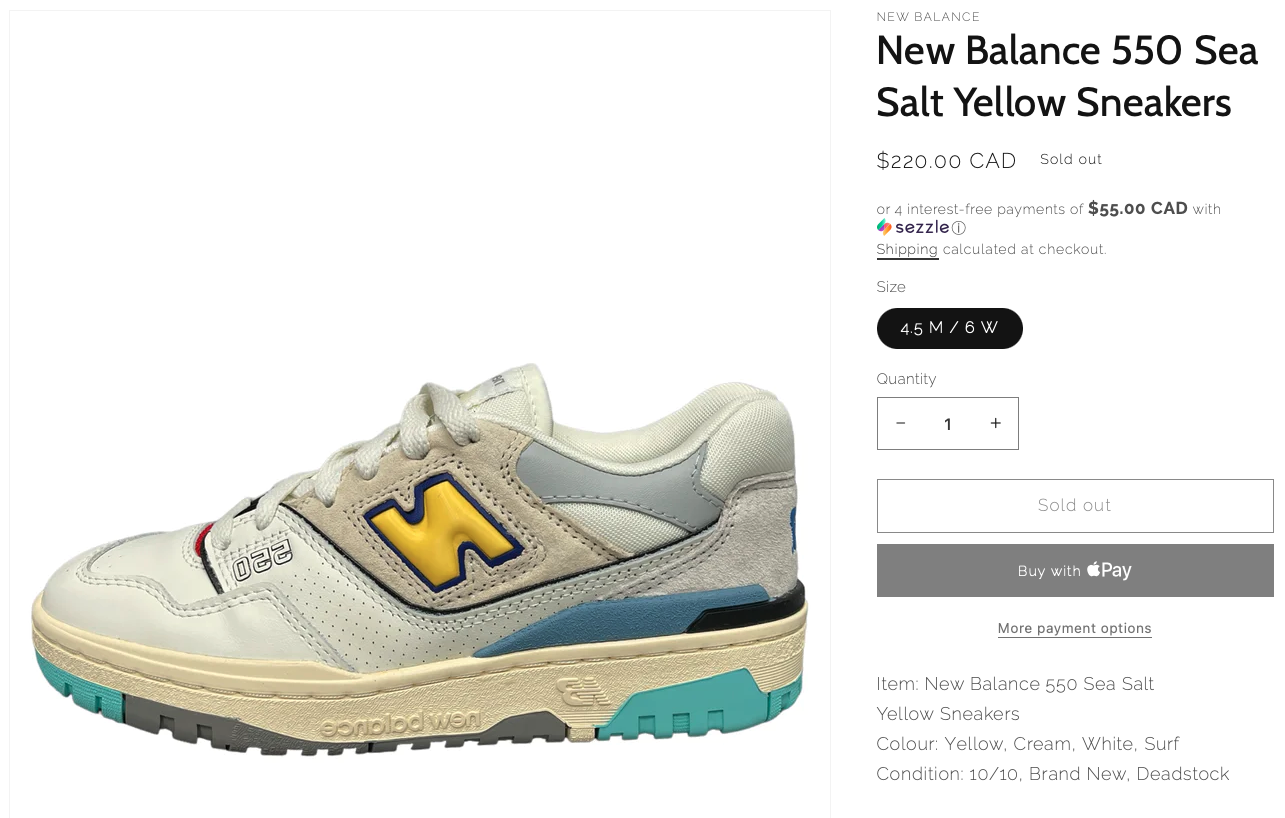 NEW BALANCE
New Balance 550 Sea
Salt Yellow Sneakers
$220.00 CAD Sold out
or 4 interest-free payments of $55.00 CAD with
sezzle ⓘ
Shipping calculated at checkout.
Size
4.5 M / 6 W
Quantity
− 1 +
Sold out
Buy with Pay
More payment options
Item: New Balance 550 Sea Salt
Yellow Sneakers
Colour: Yellow, Cream, White, Surf
Condition: 10/10, Brand New, Deadstock
N
550
new balance